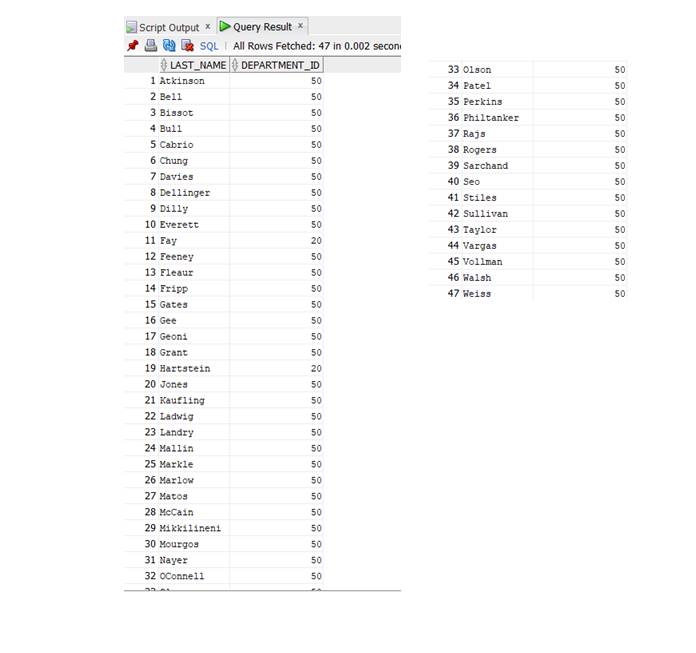 Script Output x Query Result x
SQL | All Rows Fetched: 47 in 0.002 secon
LAST_NAME DEPARTMENT_ID
1 Atkinson 50
2 Bell 50
3 Bissot 50
4 Bull 50
5 Cabrio 50
6 Chung 50
7 Davies 50
8 Dellinger 50
9 Dilly 50
10 Everett 50
11 Fay 20
12 Feeney 50
13 Fleaur 50
14 Fripp 50
15 Gates 50
16 Gee 50
17 Geoni 50
18 Grant 50
19 Hartstein 20
20 Jones 50
21 Kaufling 50
22 Ladwig 50
23 Landry 50
24 Mallin 50
25 Markle 50
26 Marlow 50
27 Matos 50
28 McCain 50
29 Mikkilineni 50
30 Mourgos 50
31 Nayer 50
32 OConnell 50
33 Olson 50
34 Patel 50
35 Perkins 50
36 Philtanker 50
37 Rajs 50
38 Rogers 50
39 Sarchand 50
40 Seo 50
41 Stiles 50
42 Sullivan 50
43 Taylor 50
44 Vargas 50
45 Vollman 50
46 Walsh 50
47 Weiss 50